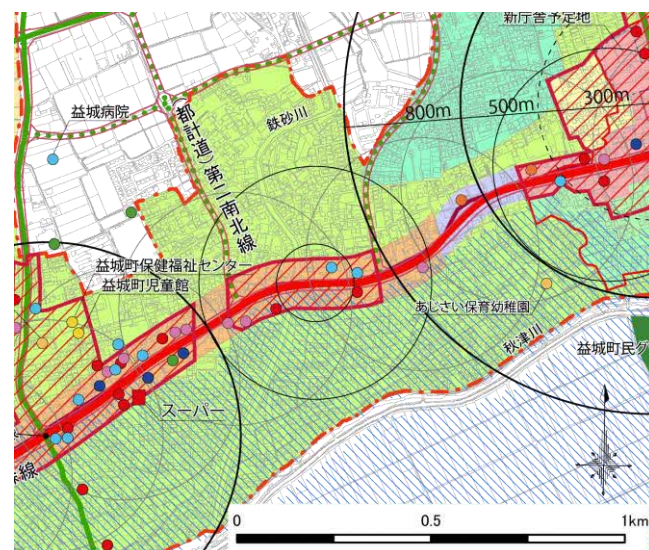 新庁舎予定地
益城病院
都計道）第二南北線
鉄砂川
800m
500m
300m
益城町保健福祉センター
益城町児童館
あじさい保育幼稚園
秋津川
益城町民グ
スーパー
線
0
0.5
1km